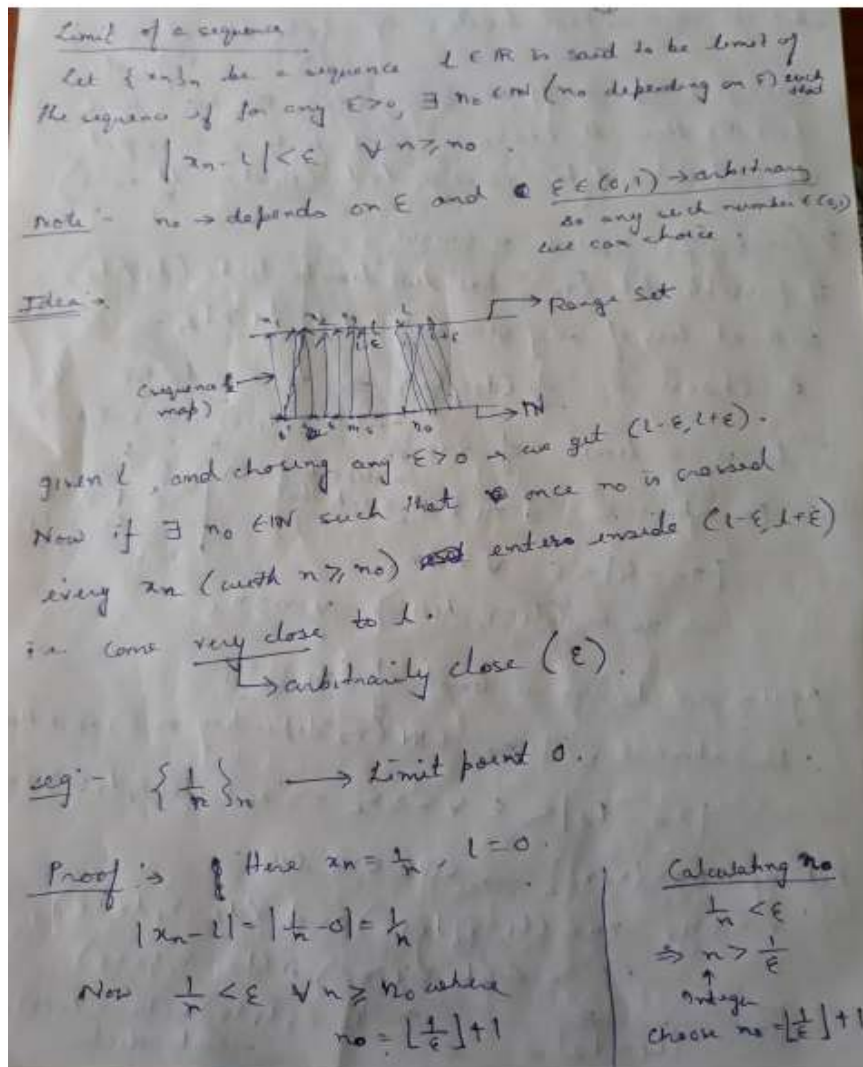 Limit of a sequence
Let {xn}n be a sequence l ∈ R is said to be limit of
the sequence if for any ε>0, ∃ n₀ ∈ N (n₀ depending on ε) such that
|xn - l| < ε ∀ n ≥ n₀.
Note :- n₀ → depends on ε and ε ∈ (0,1) → arbitrary
so any such number ∈ (0,1)
we can choice.
Idea :→
x1 x2 x3 l
l+ε
→ Range Set
(sequence
map)
n₀
→ N
given l, and chosing any ε>0 → we get (l-ε, l+ε).
Now if ∃ n₀ ∈ N such that once n₀ is crossed
every xn (with n ≥ n₀) enters inside (l-ε, l+ε)
i.e. come very close to l.
↳ arbitrarily close (ε).
eg :- {1/n}n → Limit point 0.
Proof :→ Here xn = 1/n, l = 0.
|xn - l| = |1/n - 0| = 1/n
Now 1/n < ε ∀ n ≥ n₀ where
n₀ = ⌊1/ε⌋+1
Calculating n₀
1/n < ε
⇒ n > 1/ε
↑
Integer
Choose n₀ = ⌊1/ε⌋+1